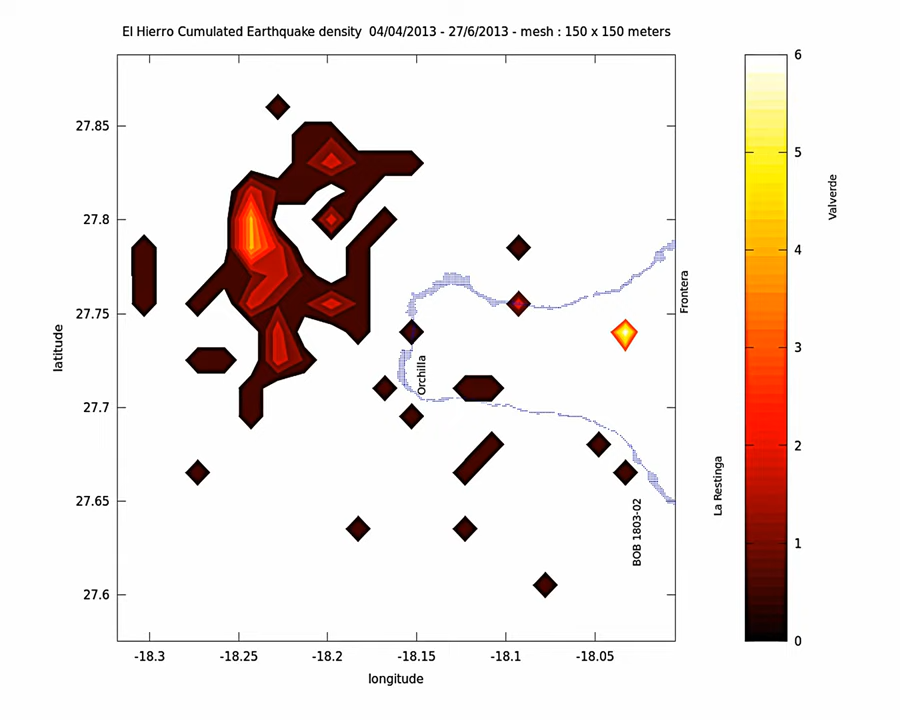 El Hierro Cumulated Earthquake density 04/04/2013 - 27/6/2013 - mesh : 150 x 150 meters
27.85
27.8
27.75
27.7
27.65
27.6
latitude
-18.3
-18.25
-18.2
-18.15
-18.1
-18.05
longitude
Orchilla
BOB 1803-02
Frontera
La Restinga
Valverde
6
5
4
3
2
1
0